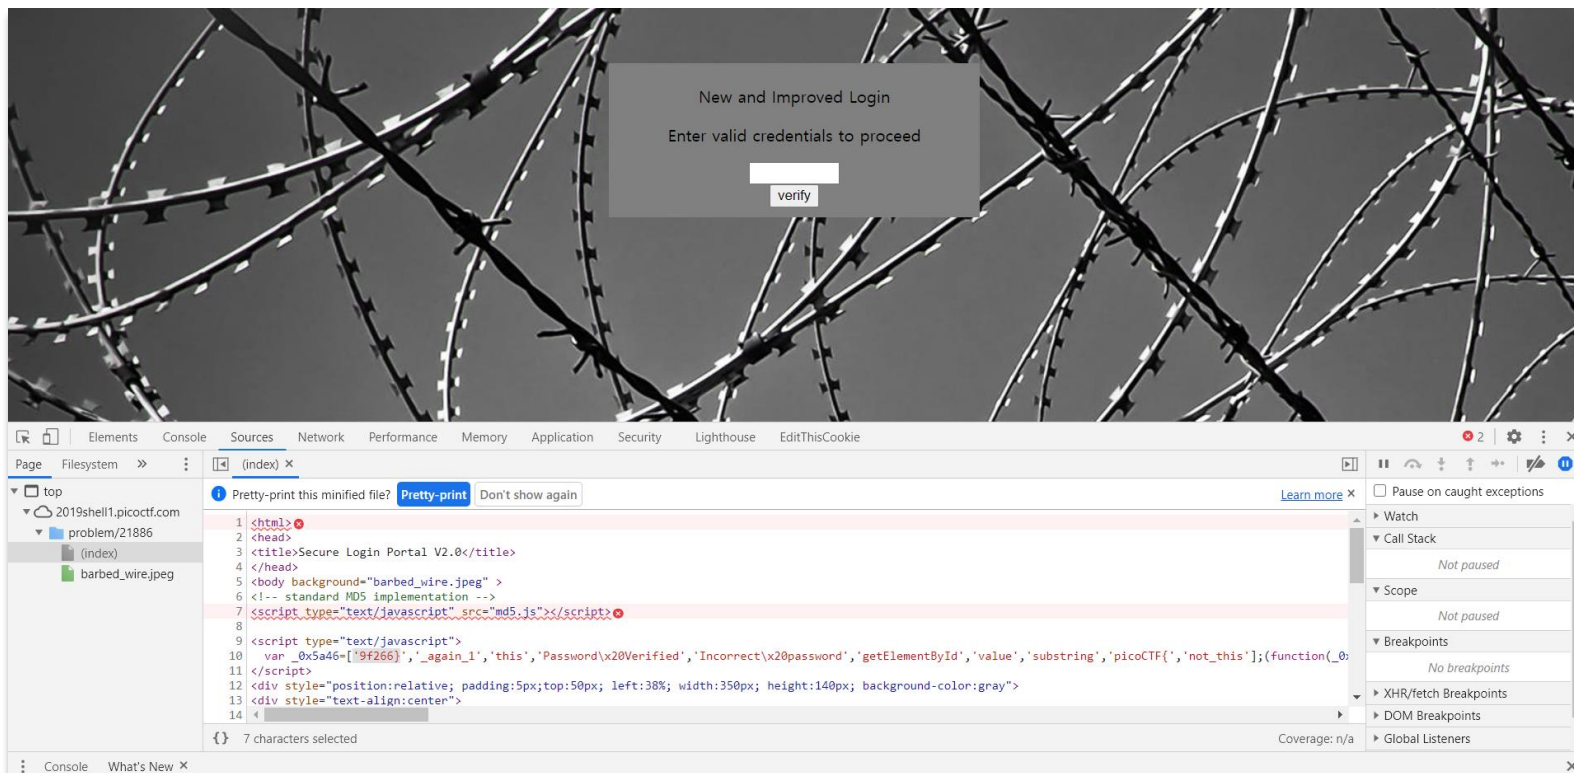 New and Improved Login
Enter valid credentials to proceed
verify
Elements Console Sources Network Performance Memory Application Security Lighthouse EditThisCookie 2
Page Filesystem (index)
top
2019shell1.picoctf.com
problem/21886
(index)
barbed_wire.jpeg
Pretty-print this minified file? Pretty-print Don't show again Learn more
1 <html>
2 <head>
3 <title>Secure Login Portal V2.0</title>
4 </head>
5 <body background="barbed_wire.jpeg" >
6 <!-- standard MD5 implementation -->
7 <script type="text/javascript" src="md5.js"></script>
8
9 <script type="text/javascript">
10 var _0x5a46=['9f266}','_again_1','this','Password\x20Verified','Incorrect\x20password','getElementById','value','substring','picoCTF{','not_this'];(function(_0x
11 </script>
12 <div style="position:relative; padding:5px;top:50px; left:38%; width:350px; height:140px; background-color:gray">
13 <div style="text-align:center">
14
{} 7 characters selected Coverage: n/a
Pause on caught exceptions
Watch
Call Stack
Not paused
Scope
Not paused
Breakpoints
No breakpoints
XHR/fetch Breakpoints
DOM Breakpoints
Global Listeners
Console What's New